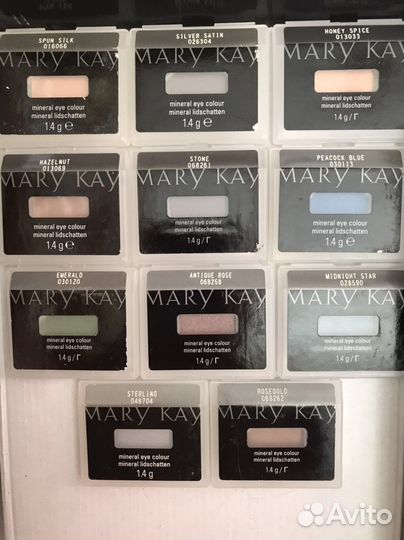 SPUN SILK
016066
MARY KAY
mineral eye colour
mineral lidschatten
1.4 g e
SILVER SATIN
026304
MARY KAY
mineral eye colour
mineral lidschatten
1.4 g e
HONEY SPICE
013033
MARY KAY
mineral eye colour
mineral lidschatten
1.4 g / Г
HAZELNUT
013069
MARY KAY
mineral eye colour
mineral lidschatten
1.4 g e
STONE
068261
MARY KAY
mineral eye colour
mineral lidschatten
1.4 g / Г
PEACOCK BLUE
030113
MARY KAY
mineral eye colour
mineral lidschatten
1.4 g e
EMERALD
030120
MARY KAY
mineral eye colour
mineral lidschatten
1.4 g / Г
ANTIQUE ROSE
068258
MARY KAY
mineral eye colour
mineral lidschatten
1.4 g / Г
MIDNIGHT STAR
028500
MARY KAY
mineral eye colour
mineral lidschatten
1.4 g / Г
STERLING
046704
MARY KAY
mineral eye colour
mineral lidschatten
1.4 g
ROSEGOLD
068262
MARY KAY
mineral eye colour
mineral lidschatten
1.4 g / Г
Avito